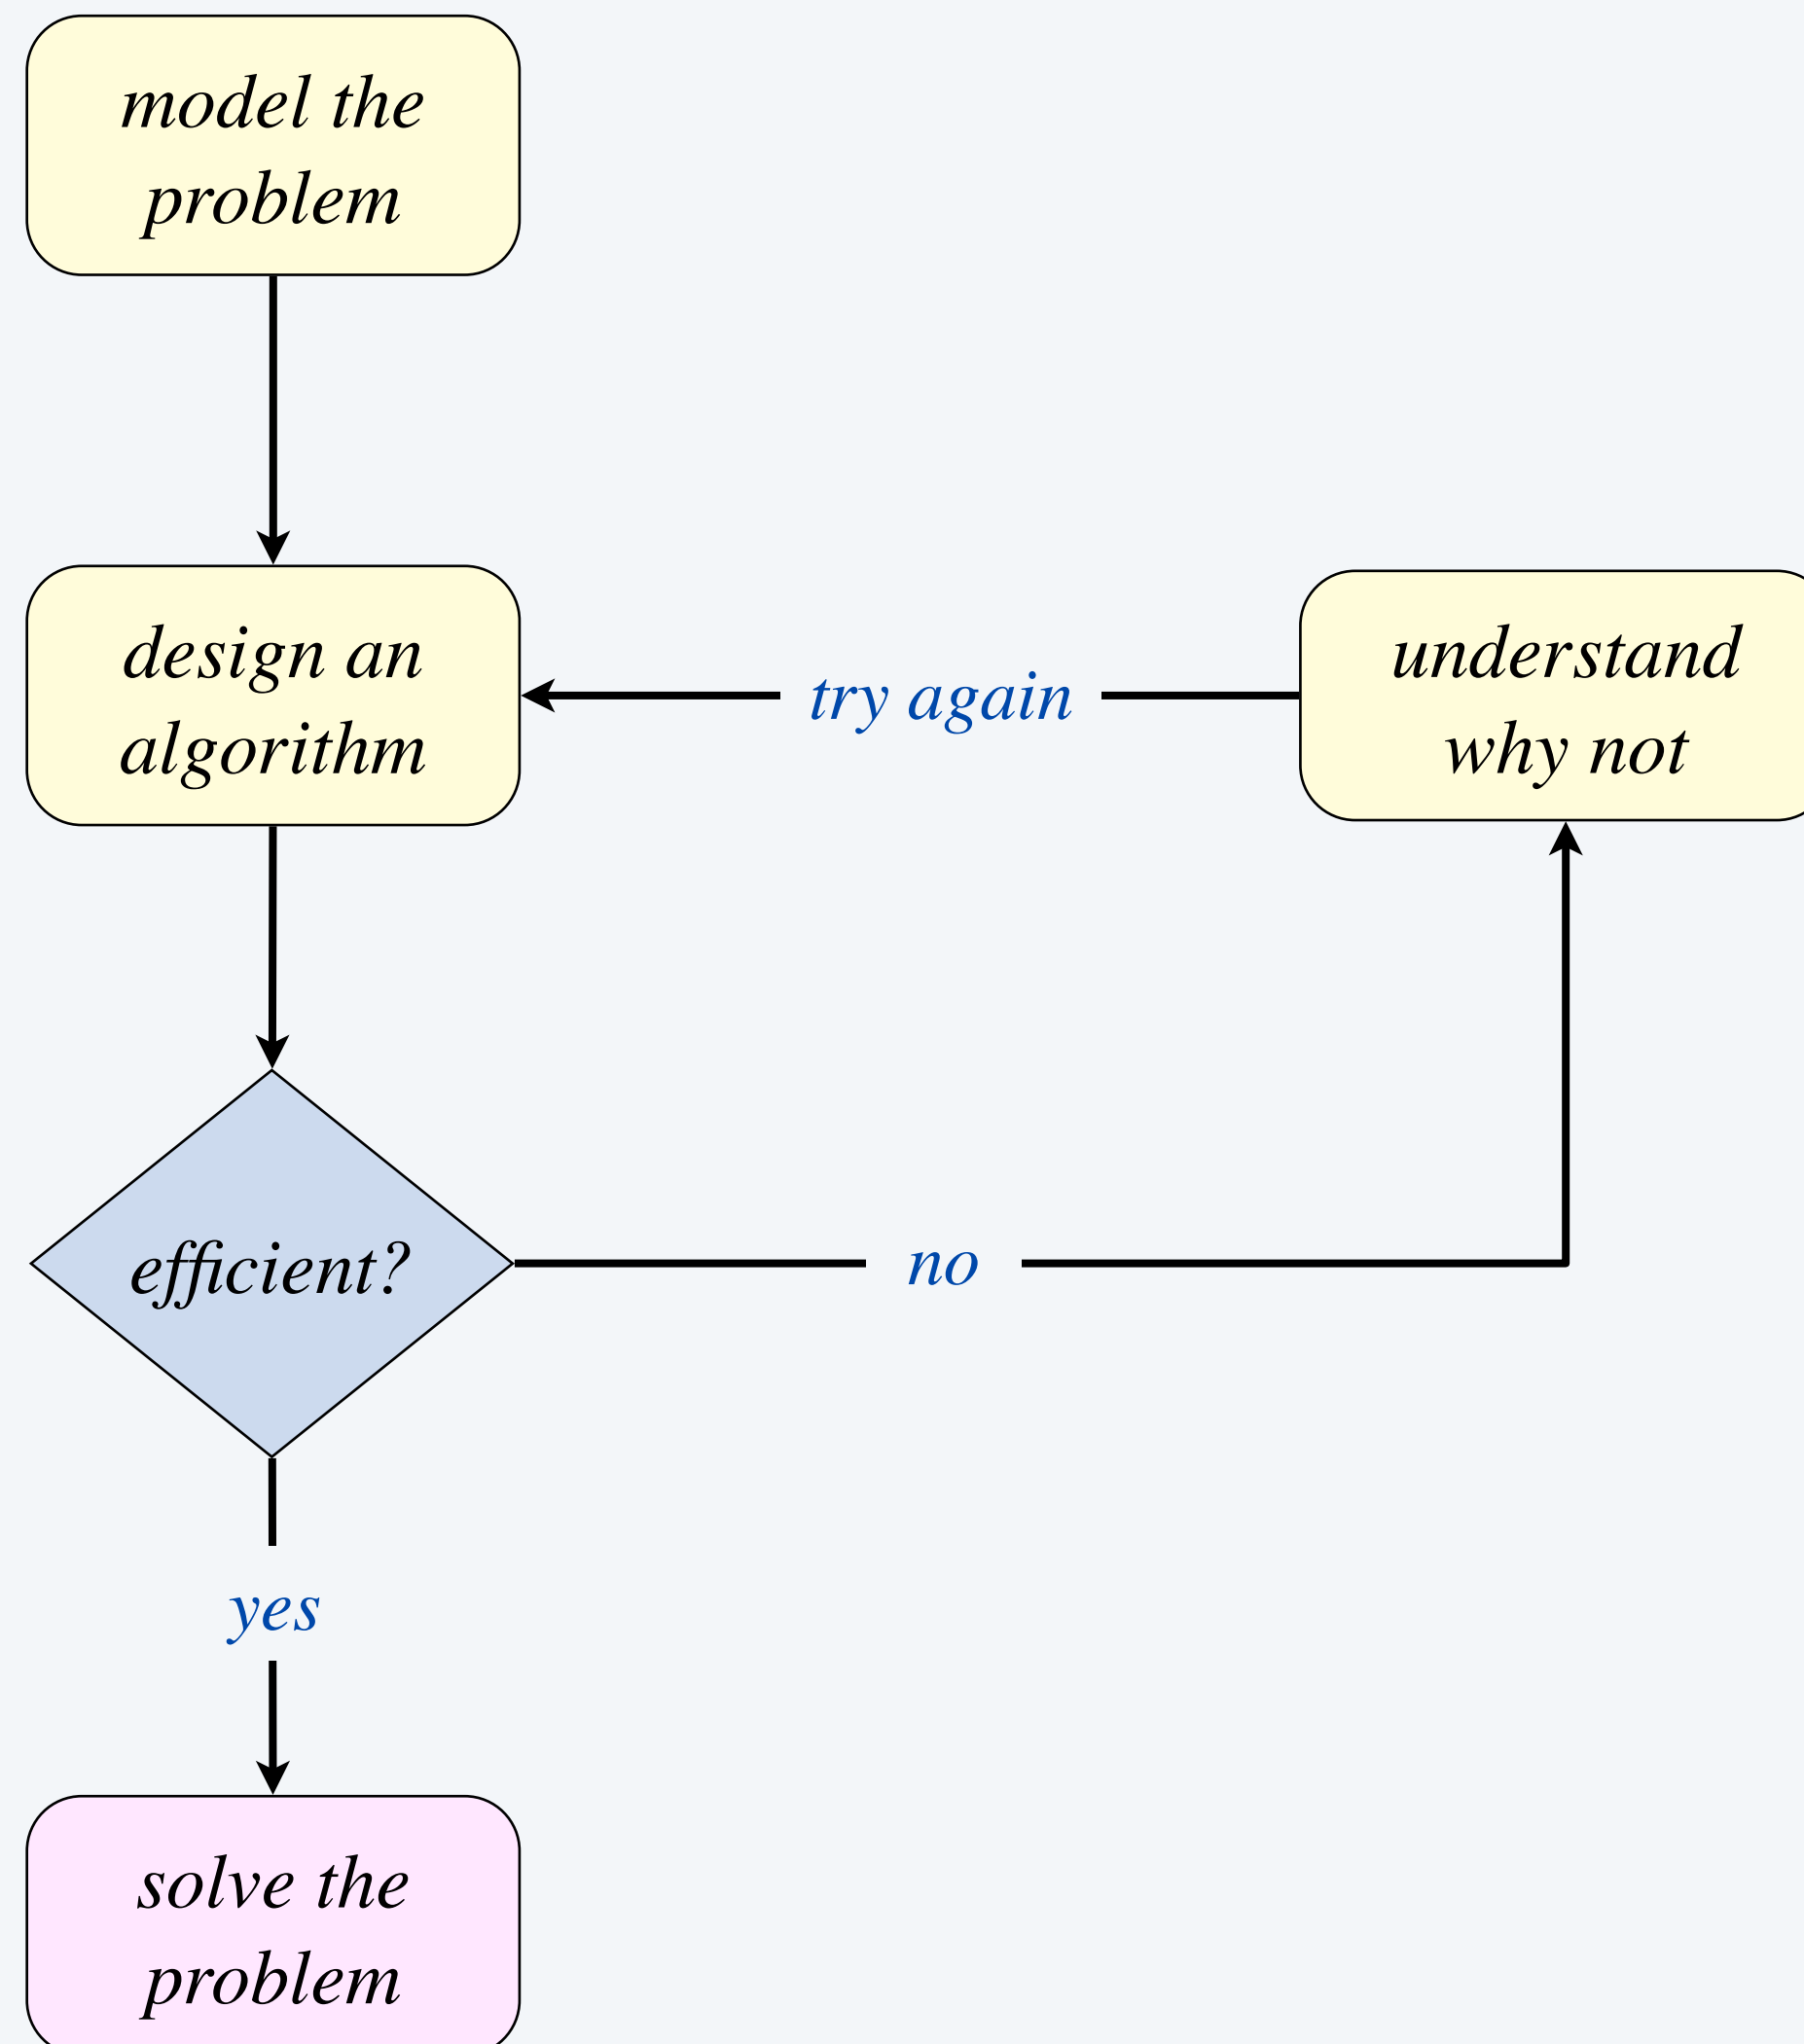 model the
problem
design an
algorithm
try again
understand
why not
efficient?
no
yes
solve the
problem